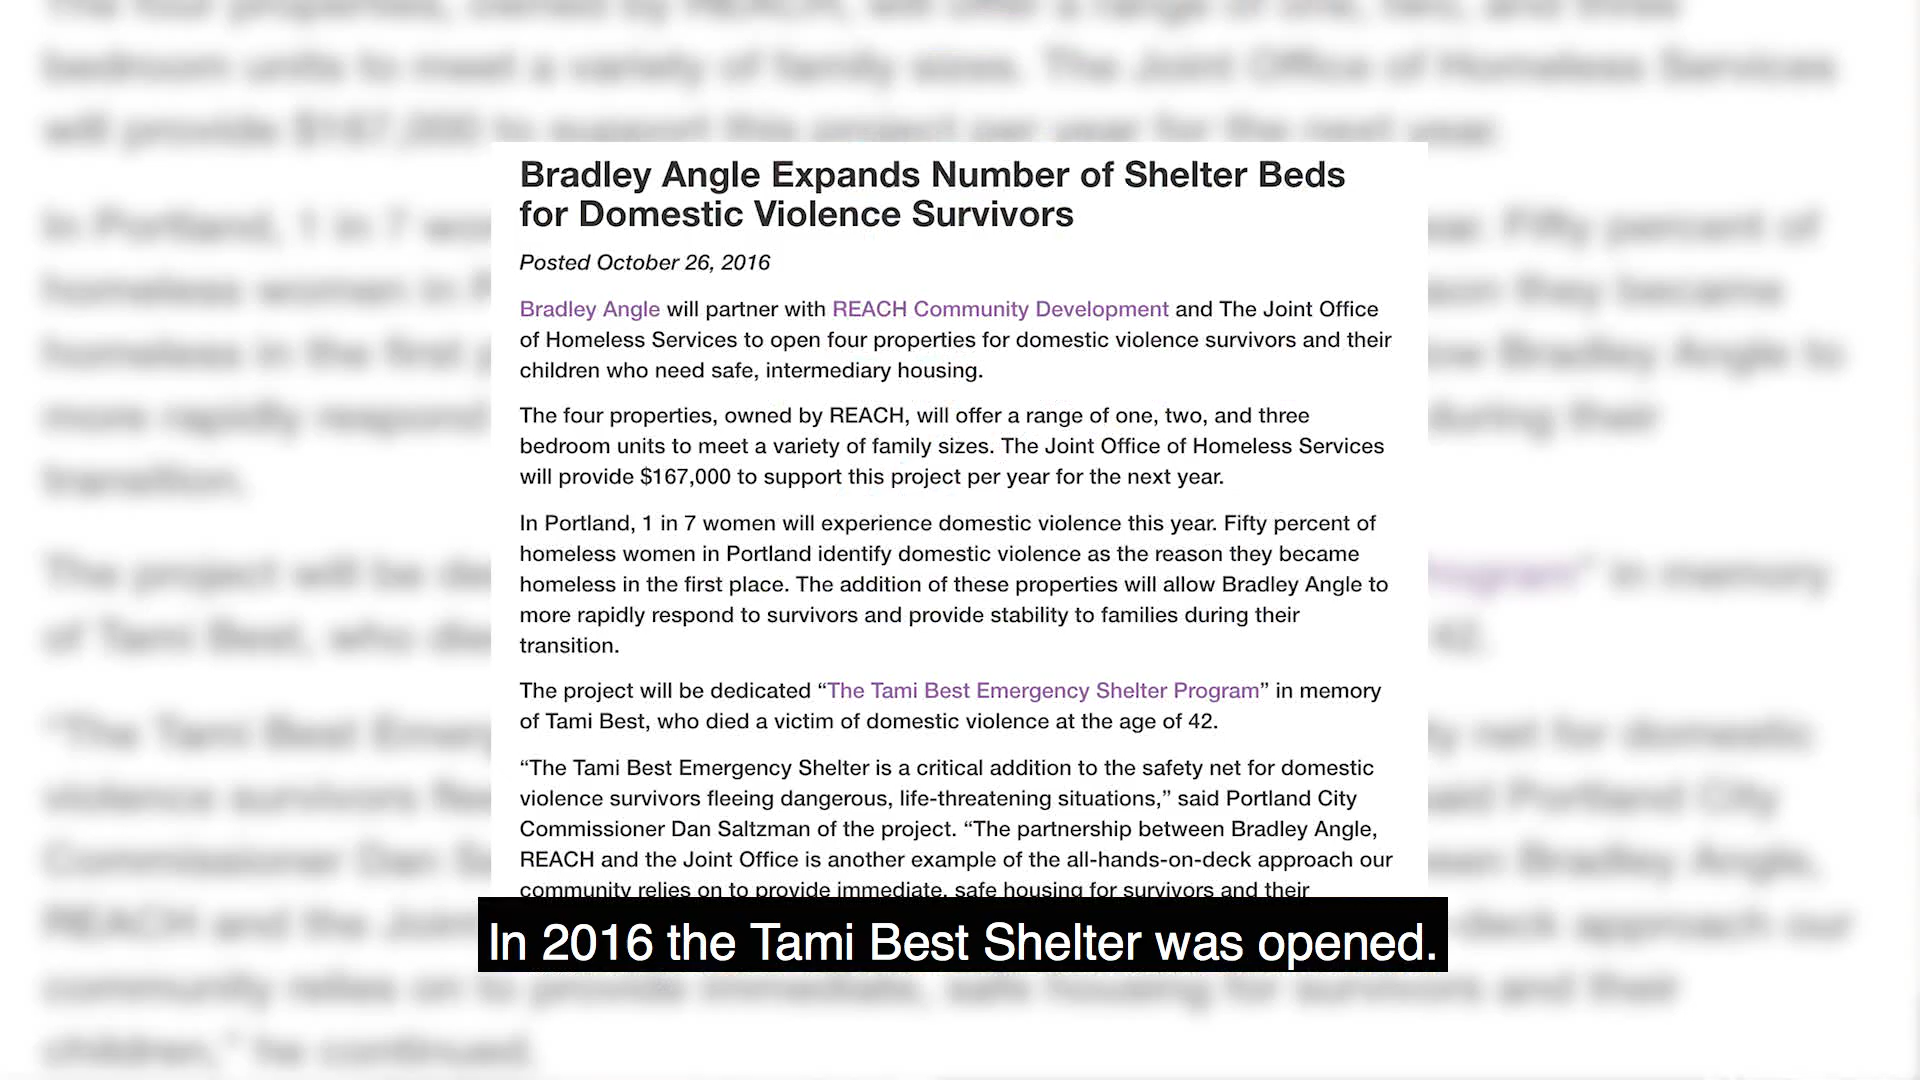 Bradley Angle Expands Number of Shelter Beds
for Domestic Violence Survivors
Posted October 26, 2016
Bradley Angle will partner with REACH Community Development and The Joint Office
of Homeless Services to open four properties for domestic violence survivors and their
children who need safe, intermediary housing.
The four properties, owned by REACH, will offer a range of one, two, and three
bedroom units to meet a variety of family sizes. The Joint Office of Homeless Services
will provide $167,000 to support this project per year for the next year.
In Portland, 1 in 7 women will experience domestic violence this year. Fifty percent of
homeless women in Portland identify domestic violence as the reason they became
homeless in the first place. The addition of these properties will allow Bradley Angle to
more rapidly respond to survivors and provide stability to families during their
transition.
The project will be dedicated “The Tami Best Emergency Shelter Program” in memory
of Tami Best, who died a victim of domestic violence at the age of 42.
“The Tami Best Emergency Shelter is a critical addition to the safety net for domestic
violence survivors fleeing dangerous, life-threatening situations,” said Portland City
Commissioner Dan Saltzman of the project. “The partnership between Bradley Angle,
REACH and the Joint Office is another example of the all-hands-on-deck approach our
community relies on to provide immediate, safe housing for survivors and their
In 2016 the Tami Best Shelter was opened.